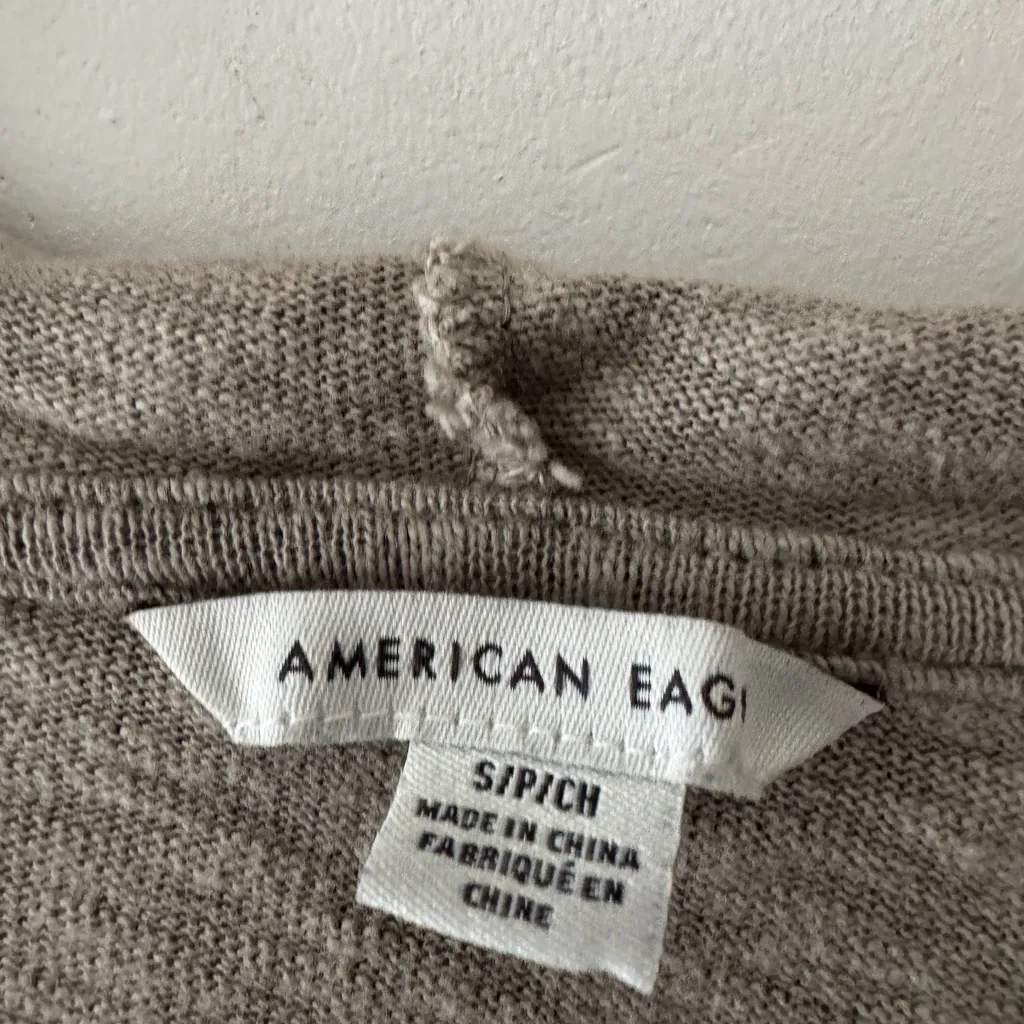 AMERICAN EAG
S/P/CH
MADE IN CHINA
FABRIQUÉ EN
CHINE